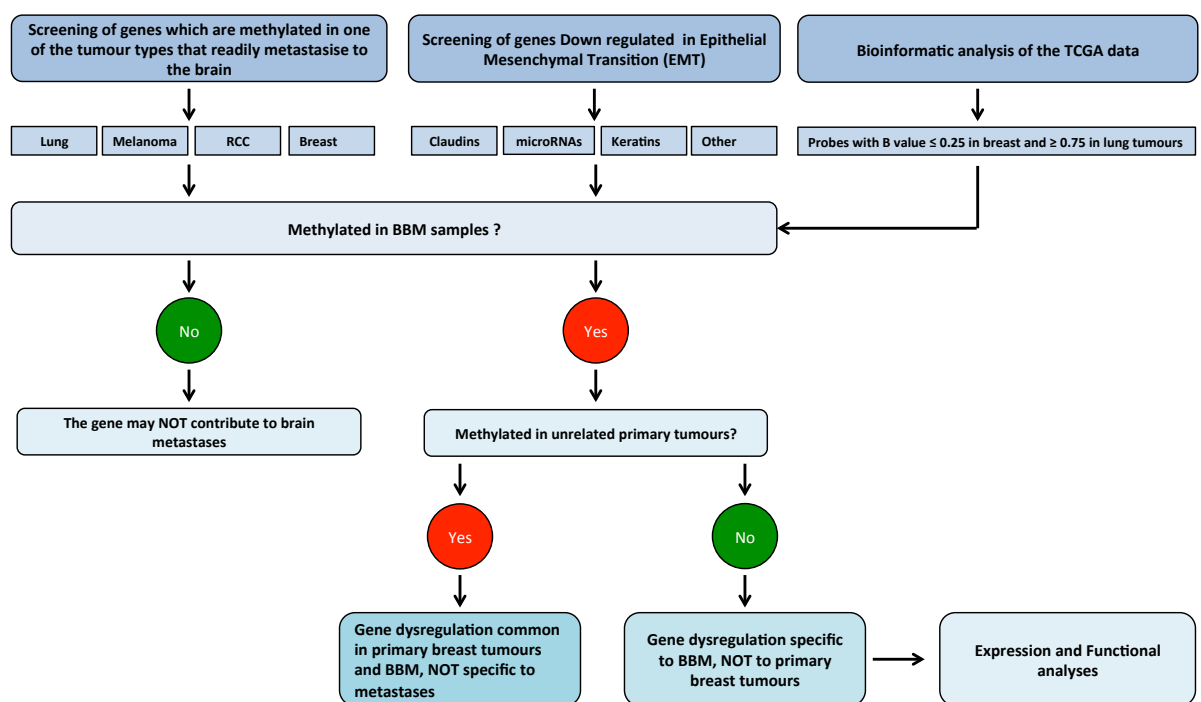 Screening of genes which are methylated in one
of the tumour types that readily metastasise to
the brain
Screening of genes Down regulated in Epithelial
Mesenchymal Transition (EMT)
Bioinformatic analysis of the TCGA data
Lung
Melanoma
RCC
Breast
Claudins
microRNAs
Keratins
Other
Probes with B value ≤ 0.25 in breast and ≥ 0.75 in lung tumours
Methylated in BBM samples ?
No
Yes
The gene may NOT contribute to brain
metastases
Methylated in unrelated primary tumours?
Yes
No
Gene dysregulation common
in primary breast tumours
and BBM, NOT specific to
metastases
Gene dysregulation specific
to BBM, NOT to primary
breast tumours
Expression and Functional
analyses